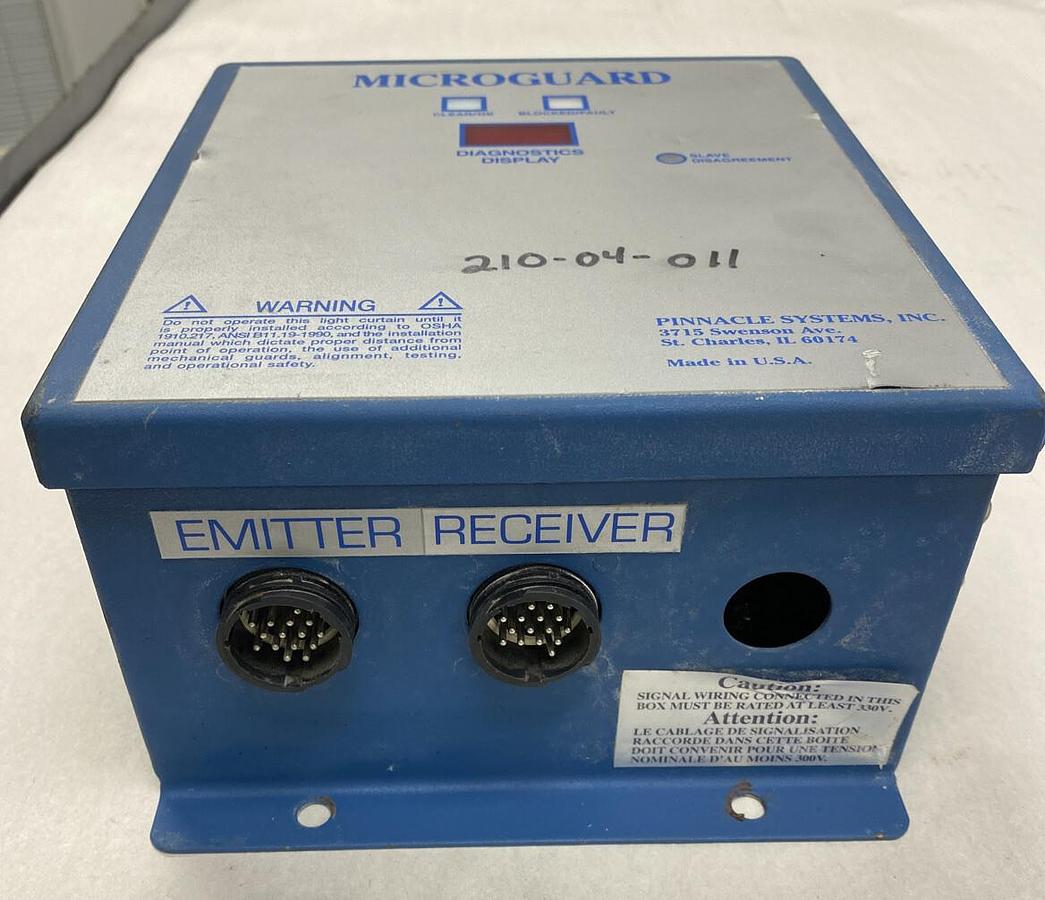 MICROGUARD
CLEAR/OK BLOCKED/FAULT
DIAGNOSTICS
DISPLAY
SLAVE
DISAGREEMENT
210-04-011
WARNING
Do not operate this light curtain until it
is properly installed according to OSHA
1910.217, ANSI B11.19-1990, and the installation
manual which dictate proper distance from
point of operation, the use of additional
mechanical guards, alignment, testing,
and operational safety.
PINNACLE SYSTEMS, INC.
3715 Swenson Ave.
St. Charles, IL 60174
Made in U.S.A.
EMITTER RECEIVER
Caution:
SIGNAL WIRING CONNECTED IN THIS
BOX MUST BE RATED AT LEAST 330V.
Attention:
LE CABLAGE DE SIGNALISATION
RACCORDE DANS CETTE BOITE
DOIT CONVENIR POUR UNE TENSION
NOMINALE D'AU MOINS 300V.